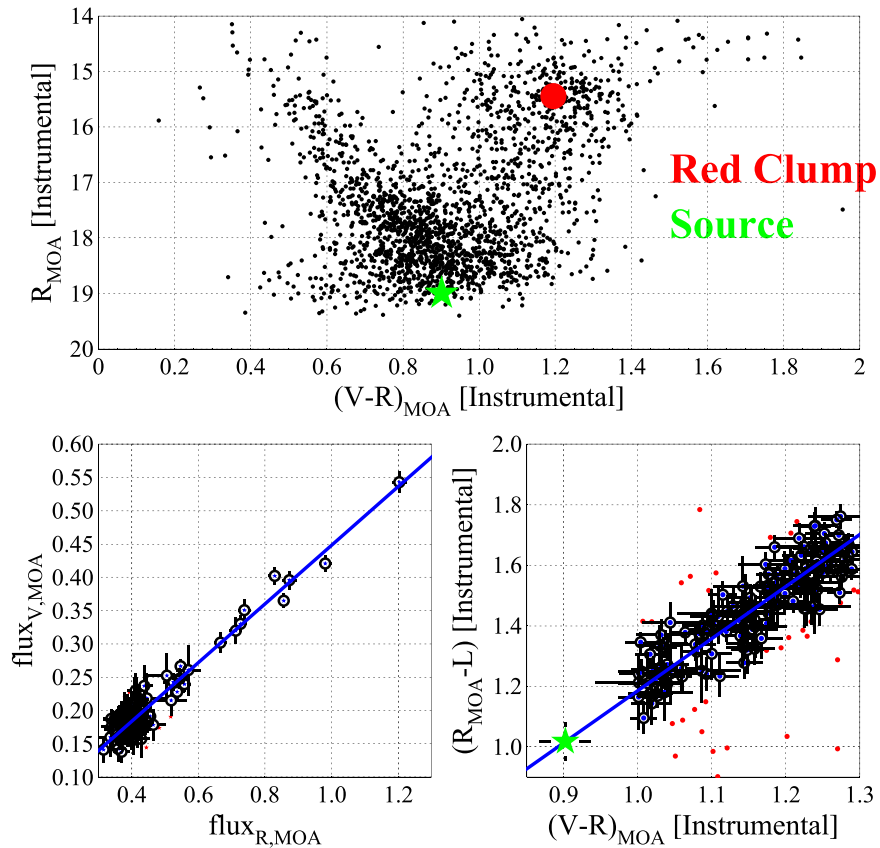 14
15
16
17
18
19
20
R_MOA [Instrumental]
Red Clump
Source
0 0.2 0.4 0.6 0.8 1.0 1.2 1.4 1.6 1.8 2
(V-R)_MOA [Instrumental]
0.60
0.55
0.50
0.45
0.40
0.35
0.30
0.25
0.20
0.15
0.10
flux_V,MOA
0.4 0.6 0.8 1.0 1.2
flux_R,MOA
2.0
1.8
1.6
1.4
1.2
1.0
(R_MOA-L) [Instrumental]
0.9 1.0 1.1 1.2 1.3
(V-R)_MOA [Instrumental]